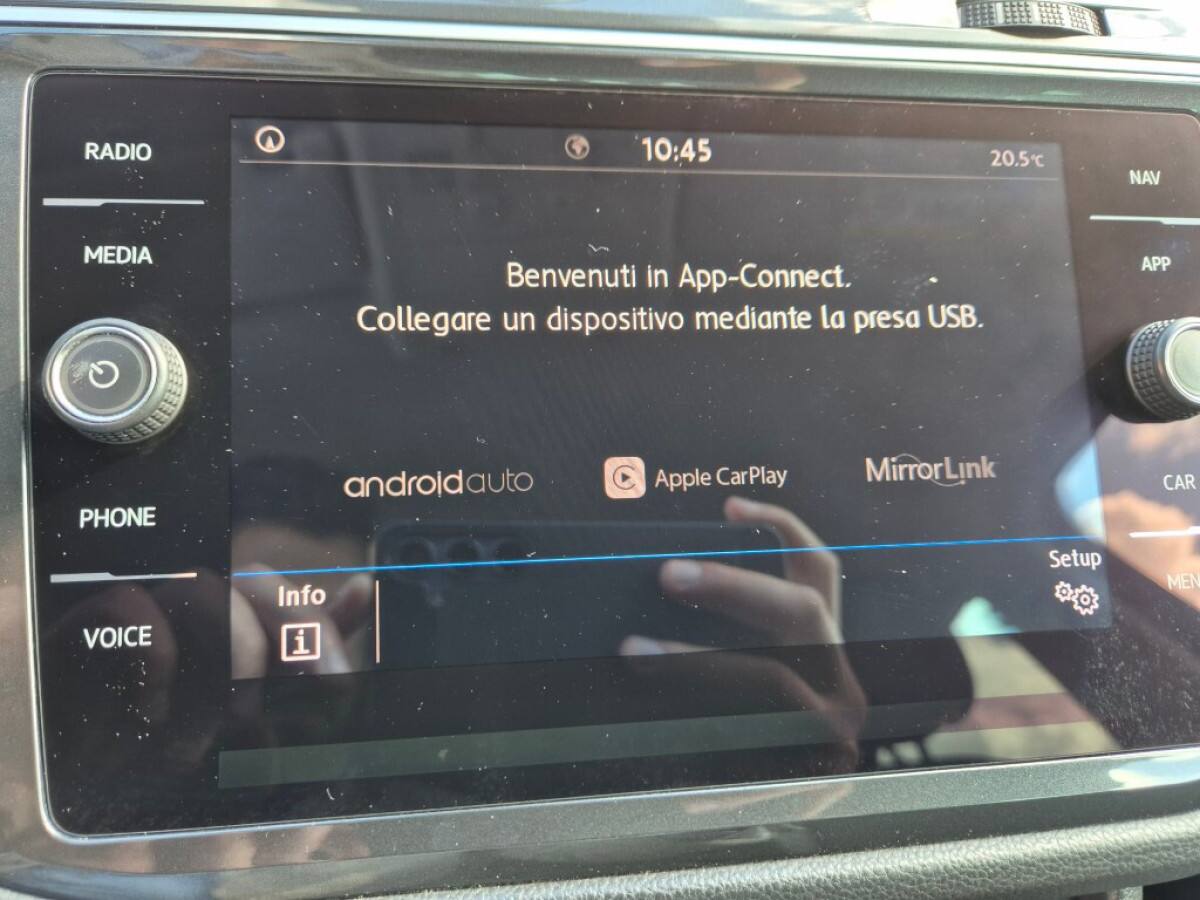 RADIO
MEDIA
PHONE
VOICE
10:45
20.5°C
Benvenuti in App-Connect.
Collegare un dispositivo mediante la presa USB.
androidauto
Apple CarPlay
MirrorLink
Info
i
Setup
NAV
APP
CAR
MEN